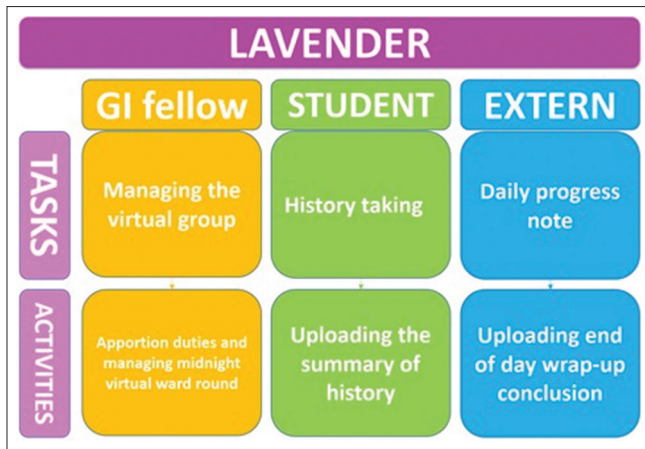 LAVENDER
GI fellow
STUDENT
EXTERN
TASKS
Managing the
virtual group
History taking
Daily progress
note
ACTIVITIES
Apportion duties and
managing midnight
virtual ward round
Uploading the
summary of
history
Uploading end
of day wrap-up
conclusion